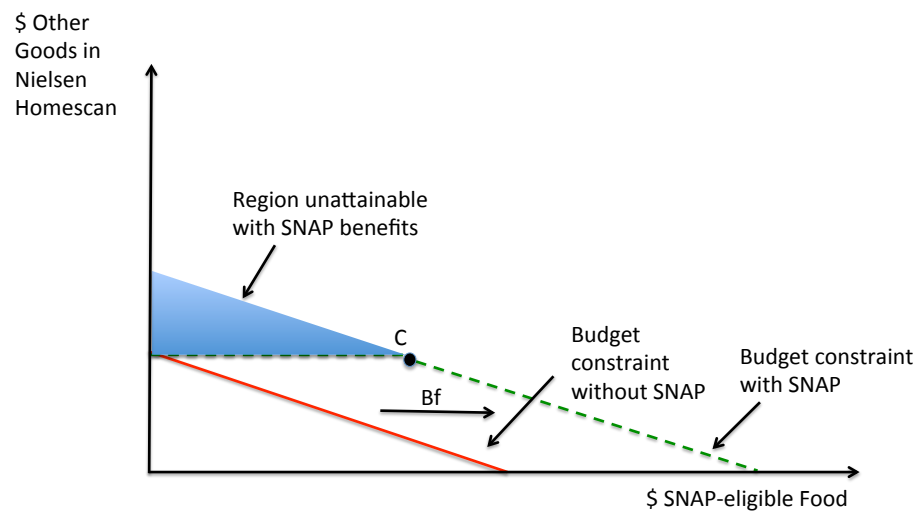 $ Other
Goods in
Nielsen
Homescan
Region unattainable
with SNAP benefits
C
Budget
constraint
without SNAP
Budget constraint
with SNAP
Bf
$ SNAP-eligible Food